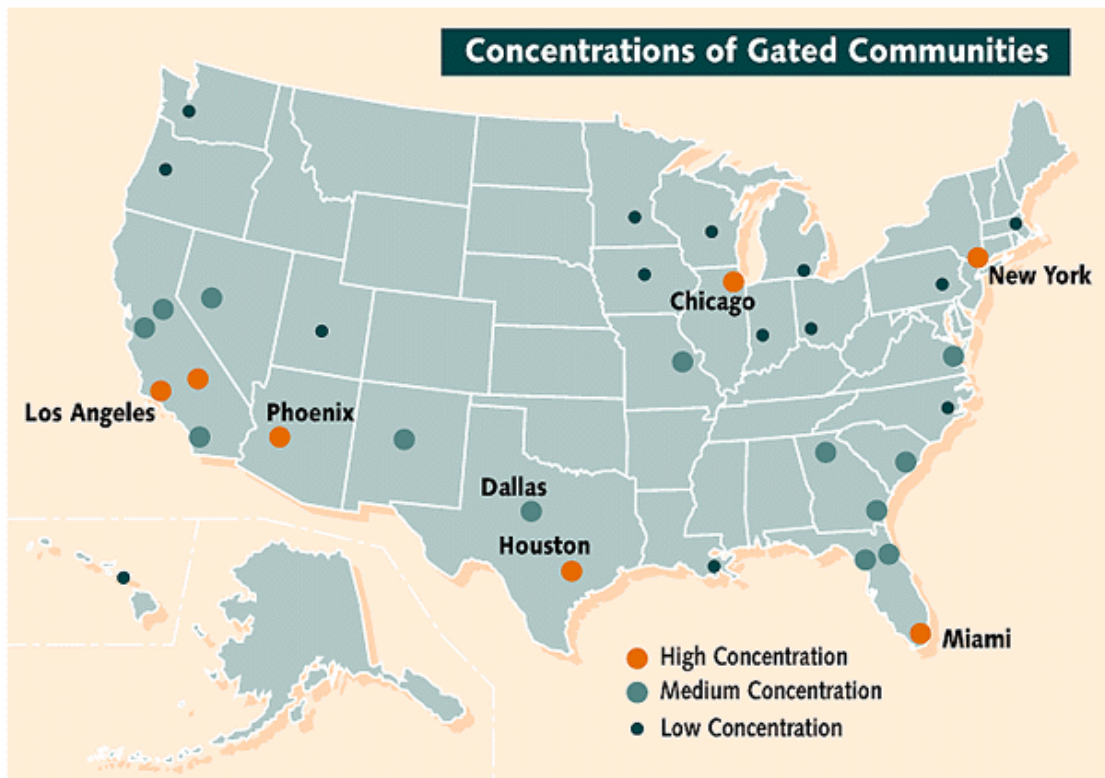 Concentrations of Gated Communities
New York
Chicago
Los Angeles
Phoenix
Dallas
Houston
Miami
High Concentration
Medium Concentration
Low Concentration